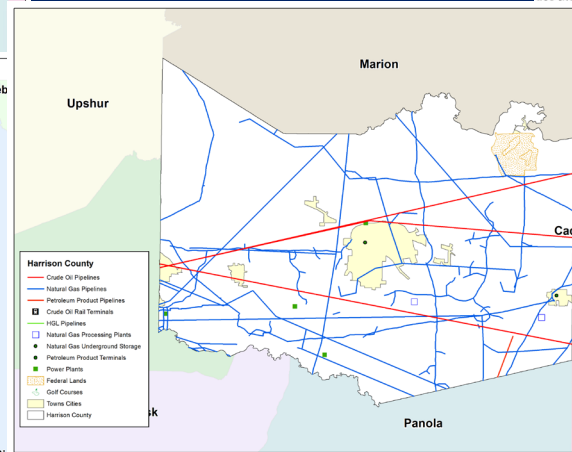 Marion
Upshur
Cad
Harrison County
Crude Oil Pipelines
Natural Gas Pipelines
Petroleum Product Pipelines
Crude Oil Rail Terminals
HGL Pipelines
Natural Gas Processing Plants
Natural Gas Underground Storage
Petroleum Product Terminals
Power Plants
Federal Lands
Golf Courses
Towns Cities
Harrison County
sk
Panola